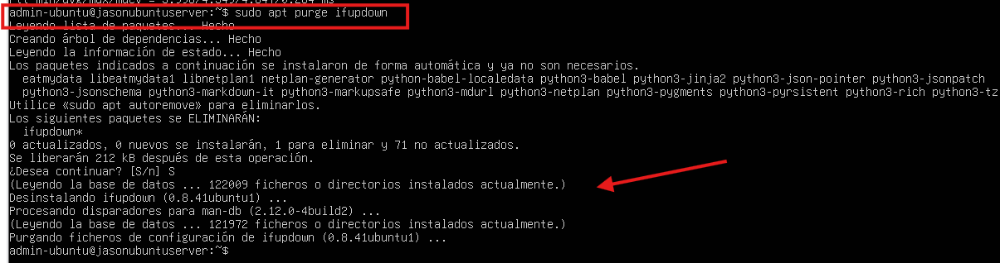 admin-ubuntu@jasonubuntuserver:~$ sudo apt purge ifupdown
Leyendo lista de paquetes... Hecho
Creando árbol de dependencias... Hecho
Leyendo la información de estado... Hecho
Los paquetes indicados a continuación se instalaron de forma automática y ya no son necesarios.
eatmydata libeatmydata1 libnetplan1 netplan-generator python-babel-localedata python3-babel python3-jinja2 python3-json-pointer python3-jsonpatch
python3-jsonschema python3-markdown-it python3-markupsafe python3-mdurl python3-netplan python3-pygments python3-pyrsistent python3-rich python3-tz
Utilice «sudo apt autoremove» para eliminarlos.
Los siguientes paquetes se ELIMINARÁN:
ifupdown*
0 actualizados, 0 nuevos se instalarán, 1 para eliminar y 71 no actualizados.
Se liberarán 212 kB después de esta operación.
¿Desea continuar? [S/n] S
(Leyendo la base de datos ... 122009 ficheros o directorios instalados actualmente.)
Desinstalando ifupdown (0.8.41ubuntu1) ...
Procesando disparadores para man-db (2.12.0-4build2) ...
(Leyendo la base de datos ... 121972 ficheros o directorios instalados actualmente.)
Purgando ficheros de configuración de ifupdown (0.8.41ubuntu1) ...
admin-ubuntu@jasonubuntuserver:~$